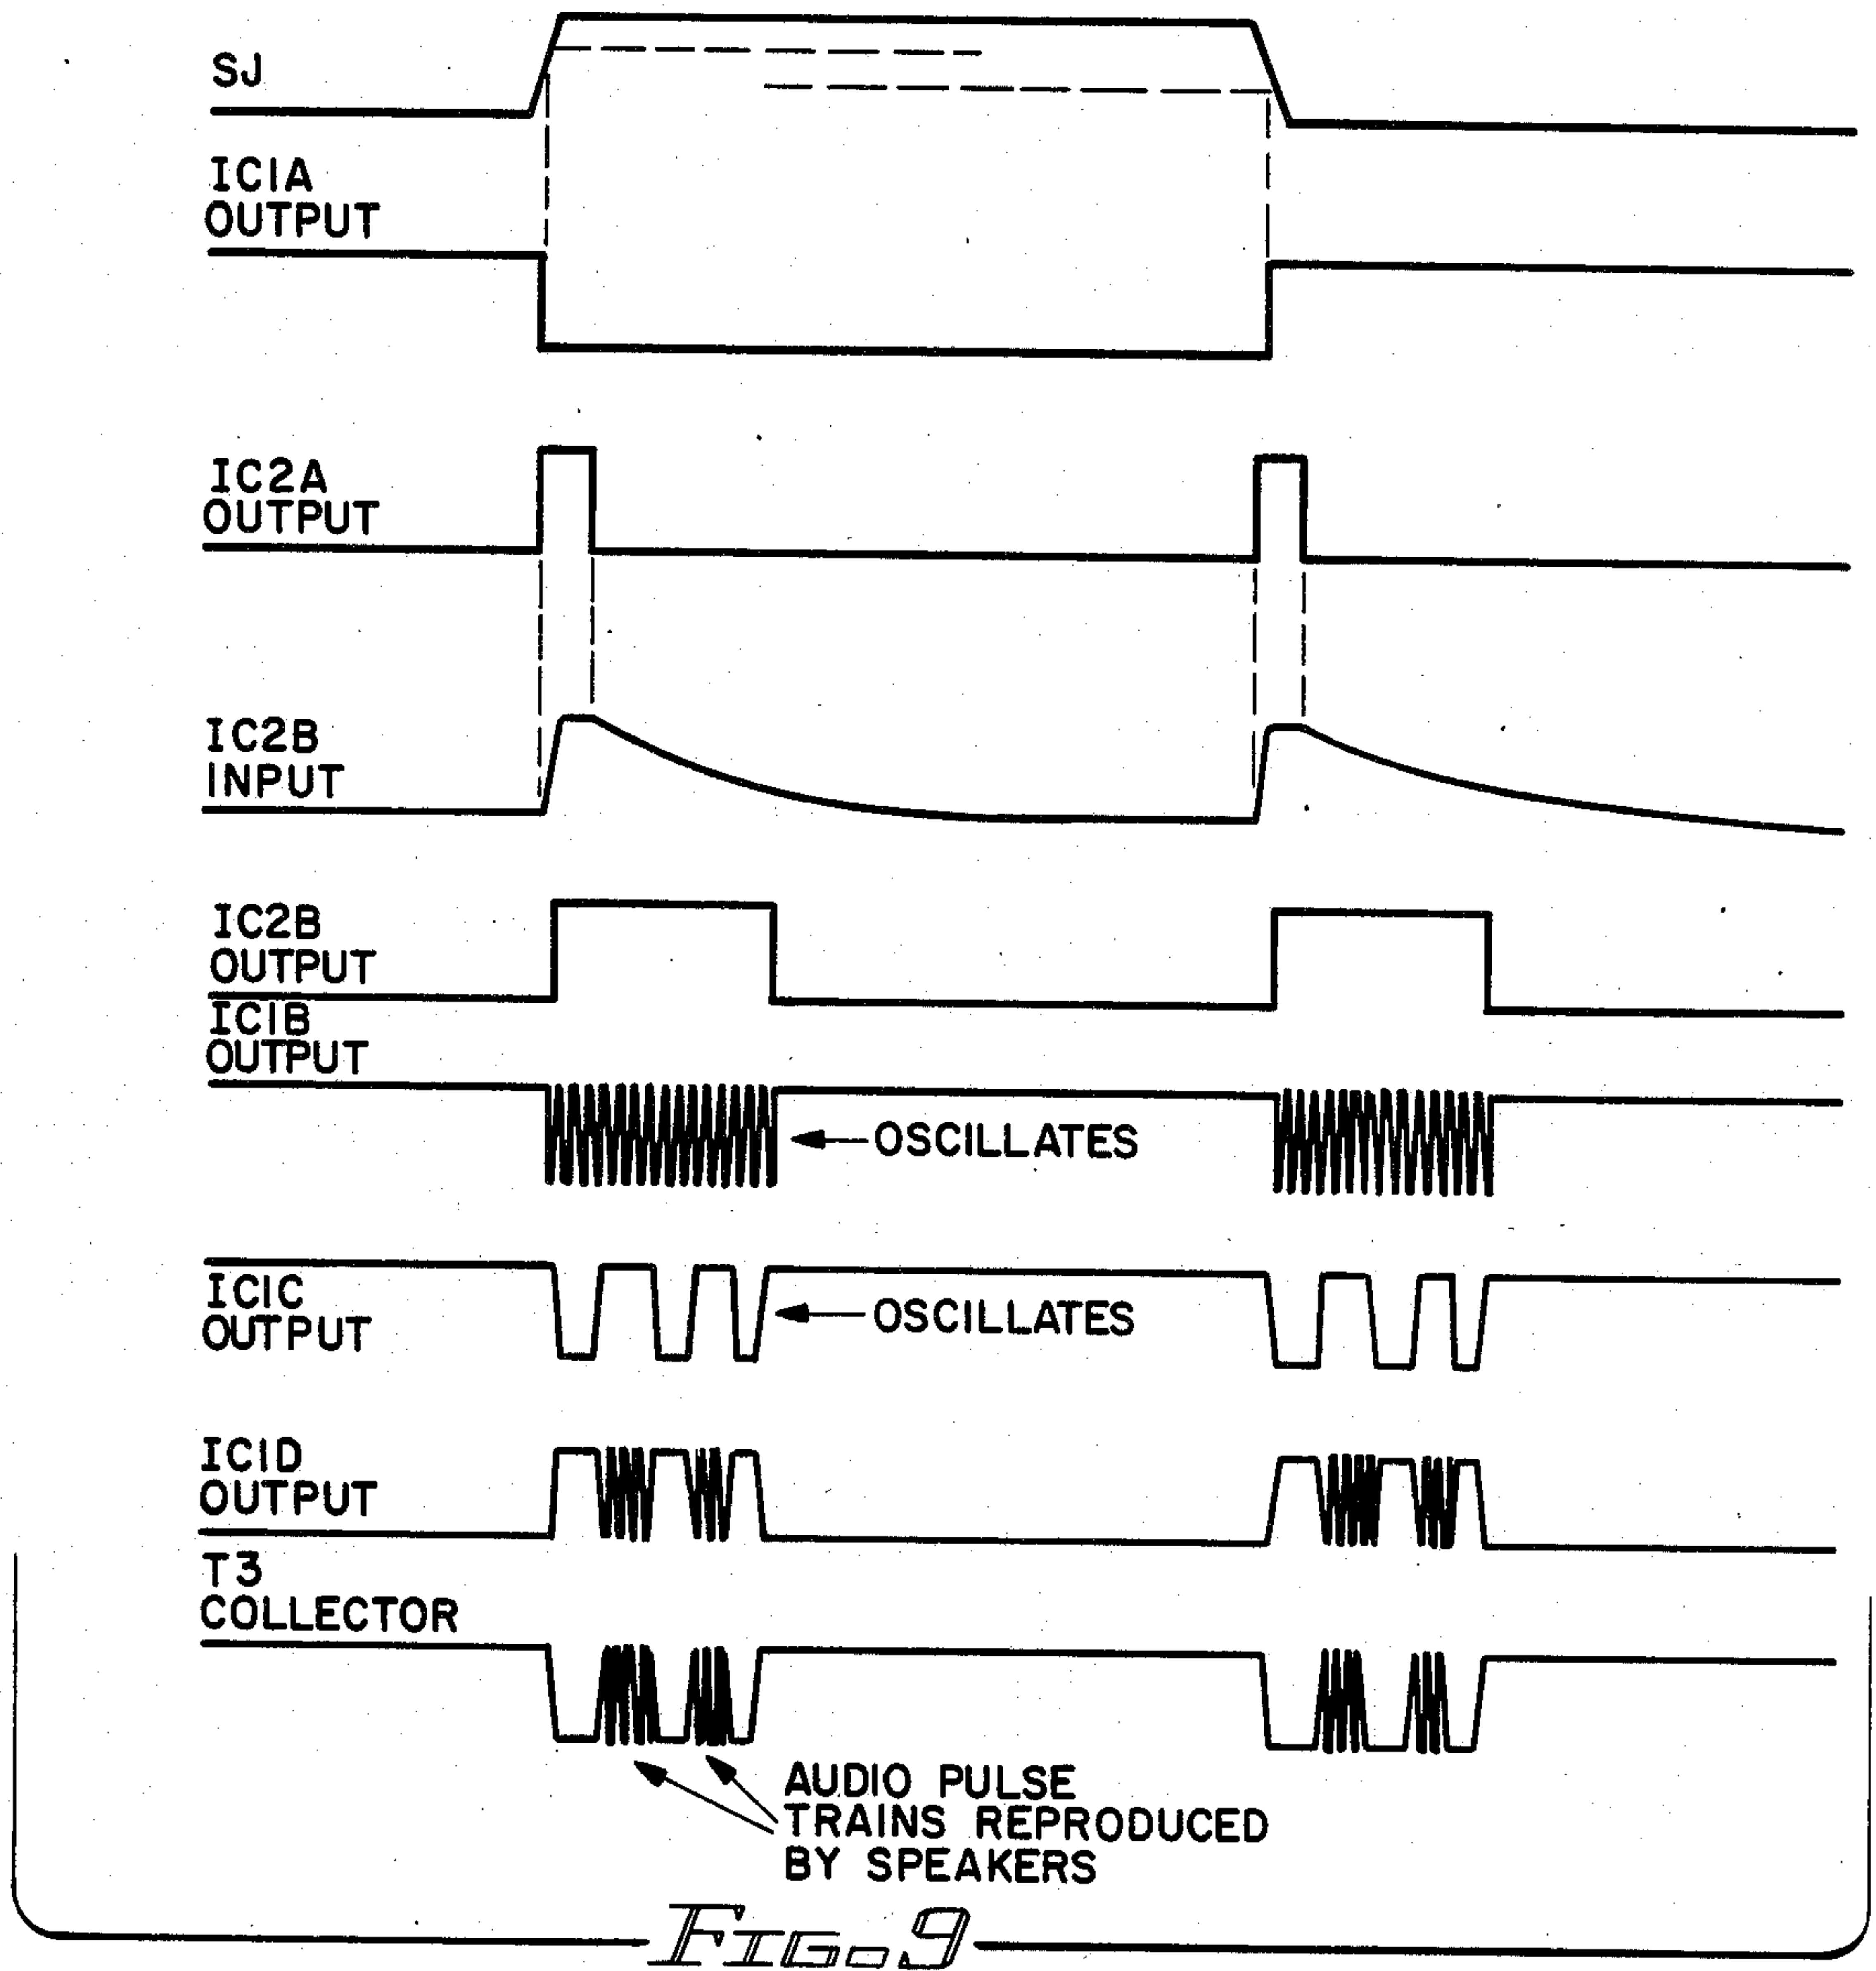 SJ
IC1A
OUTPUT
IC2A
OUTPUT
IC2B
INPUT
IC2B
OUTPUT
IC1B
OUTPUT
OSCILLATES
IC1C
OUTPUT
OSCILLATES
IC1D
OUTPUT
T3
COLLECTOR
AUDIO PULSE
TRAINS REPRODUCED
BY SPEAKERS
FIG. 9